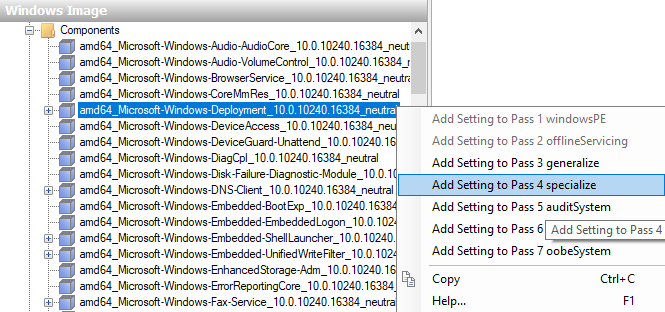 Windows Image
Components
amd64_Microsoft-Windows-Audio-AudioCore_10.0.10240.16384_neutral
amd64_Microsoft-Windows-Audio-VolumeControl_10.0.10240.16384_neutral
amd64_Microsoft-Windows-BrowserService_10.0.10240.16384_neutra
amd64_Microsoft-Windows-CoreMmRes_10.0.10240.16384_neutral
amd64_Microsoft-Windows-Deployment_10.0.10240.16384_neutral
amd64_Microsoft-Windows-DeviceAccess_10.0.10240.16384_neutral
amd64_Microsoft-Windows-DeviceGuard-Unattend_10.0.10240.16384
amd64_Microsoft-Windows-DiagCpl_10.0.10240.16384_neutral
amd64_Microsoft-Windows-Disk-Failure-Diagnostic-Module_10.0.10240
amd64_Microsoft-Windows-DNS-Client_10.0.10240.16384_neutral
amd64_Microsoft-Windows-Embedded-BootExp_10.0.10240.16384_neutral
amd64_Microsoft-Windows-Embedded-EmbeddedLogon_10.0.10240
amd64_Microsoft-Windows-Embedded-ShellLauncher_10.0.10240.16384
amd64_Microsoft-Windows-Embedded-UnifiedWriteFilter_10.0.10240
amd64_Microsoft-Windows-EnhancedStorage-Adm_10.0.10240.16384
amd64_Microsoft-Windows-ErrorReportingCore_10.0.10240.16384
amd64_Microsoft-Windows-Fax-Service_10.0.10240.16384_neutral
Add Setting to Pass 1 windowsPE
Add Setting to Pass 2 offlineServicing
Add Setting to Pass 3 generalize
Add Setting to Pass 4 specialize
Add Setting to Pass 5 auditSystem
Add Setting to Pass 6
Add Setting to Pass 4
Add Setting to Pass 7 oobeSystem
Copy Ctrl+C
Help... F1